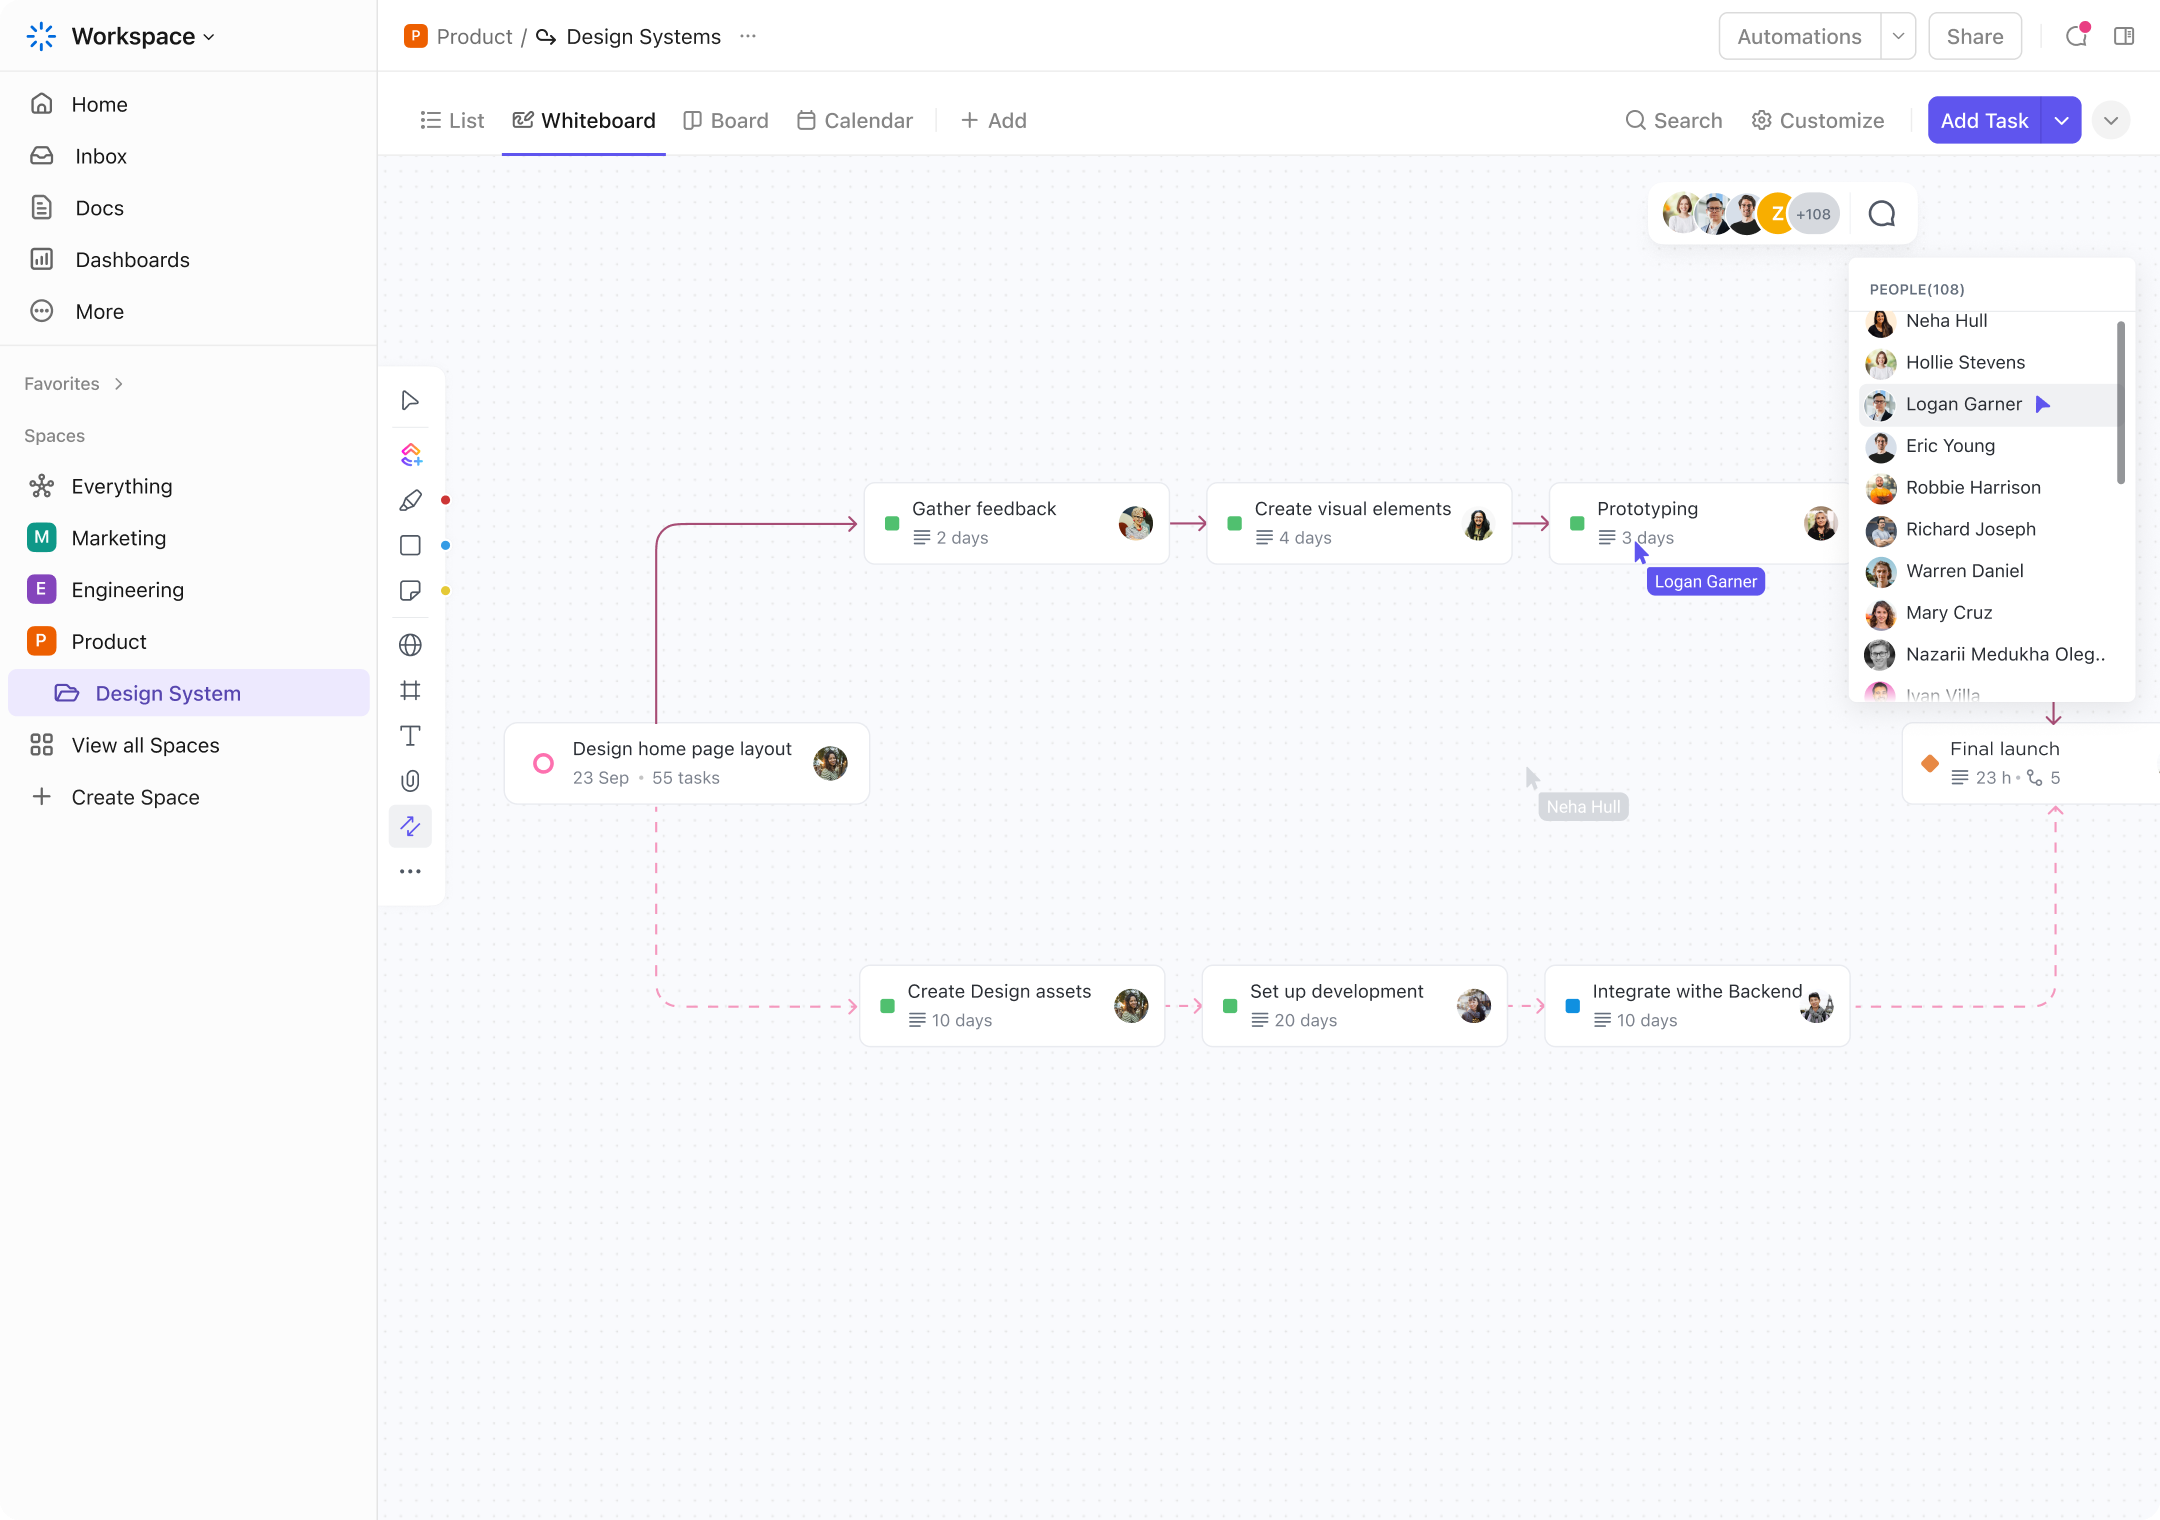 Workspace
Home
Inbox
Docs
Dashboards
More
Favorites
Spaces
Everything
M Marketing
E Engineering
P Product
Design System
View all Spaces
Create Space
P Product / Design Systems
Automations
Share
List
Whiteboard
Board
Calendar
Add
Search
Customize
Add Task
Z
+108
PEOPLE(108)
Neha Hull
Hollie Stevens
Logan Garner
Eric Young
Robbie Harrison
Richard Joseph
Warren Daniel
Mary Cruz
Nazarii Medukha Oleg..
Ivan Villa
Gather feedback
2 days
Create visual elements
4 days
Prototyping
3 days
Logan Garner
Design home page layout
23 Sep • 55 tasks
Neha Hull
Final launch
23 h • 5
Create Design assets
10 days
Set up development
20 days
Integrate withe Backend
10 days